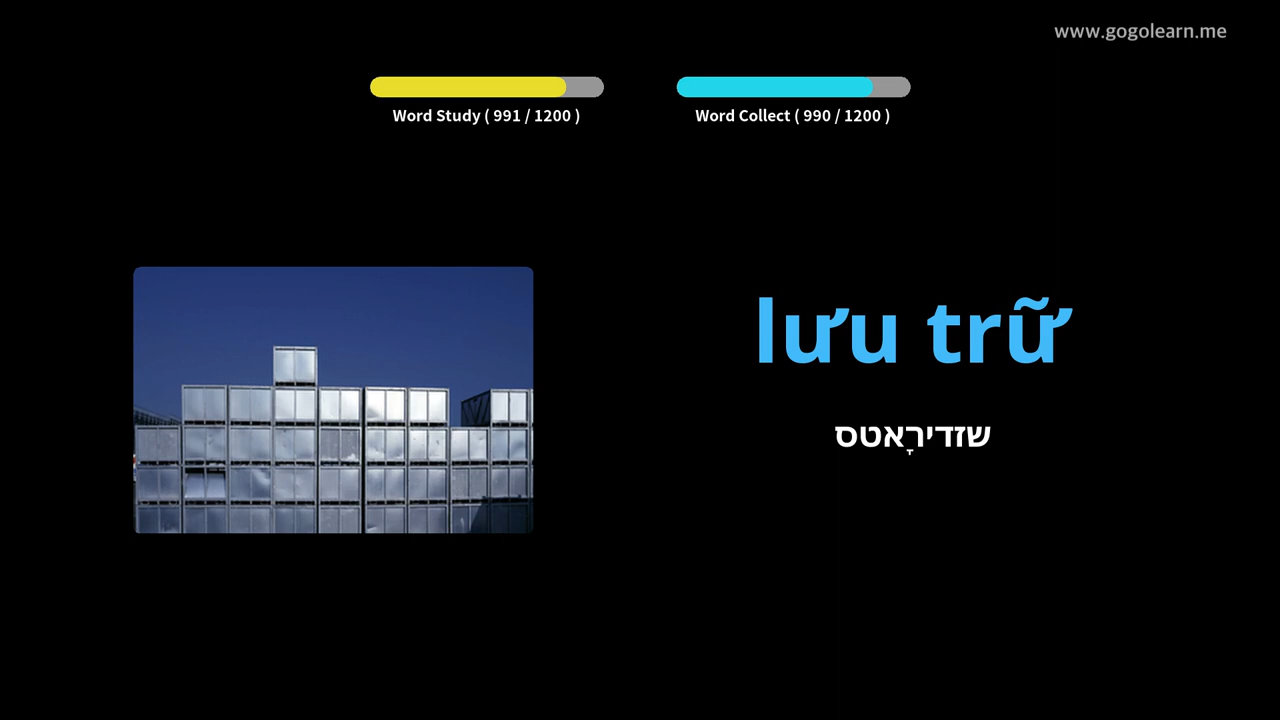 www.gogolearn.me
Word Study ( 991 / 1200 )
Word Collect ( 990 / 1200 )
lưu trữ
שזדירָאטס